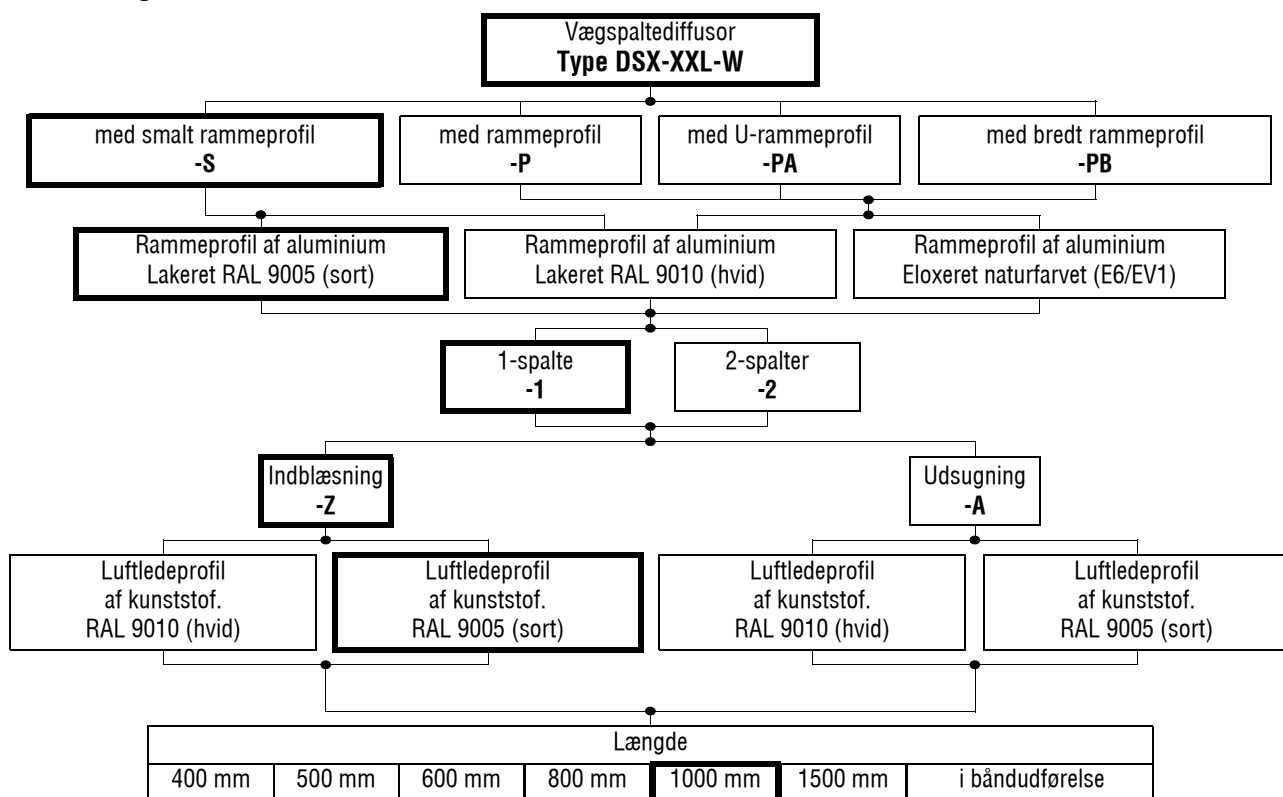 Vægspaltediffusor
Type DSX-XXL-W
med smalt rammeprofil
-S
med rammeprofil
-P
med U-rammeprofil
-PA
med bredt rammeprofil
-PB
Rammeprofil af aluminium
Lakeret RAL 9005 (sort)
Rammeprofil af aluminium
Lakeret RAL 9010 (hvid)
Rammeprofil af aluminium
Eloxeret naturfarvet (E6/EV1)
1-spalte
-1
2-spalter
-2
Indblæsning
-Z
Udsugning
-A
Luftledeprofil
af kunststof.
RAL 9010 (hvid)
Luftledeprofil
af kunststof.
RAL 9005 (sort)
Luftledeprofil
af kunststof.
RAL 9010 (hvid)
Luftledeprofil
af kunststof.
RAL 9005 (sort)
Længde
400 mm 500 mm 600 mm 800 mm 1000 mm 1500 mm i båndudførelse